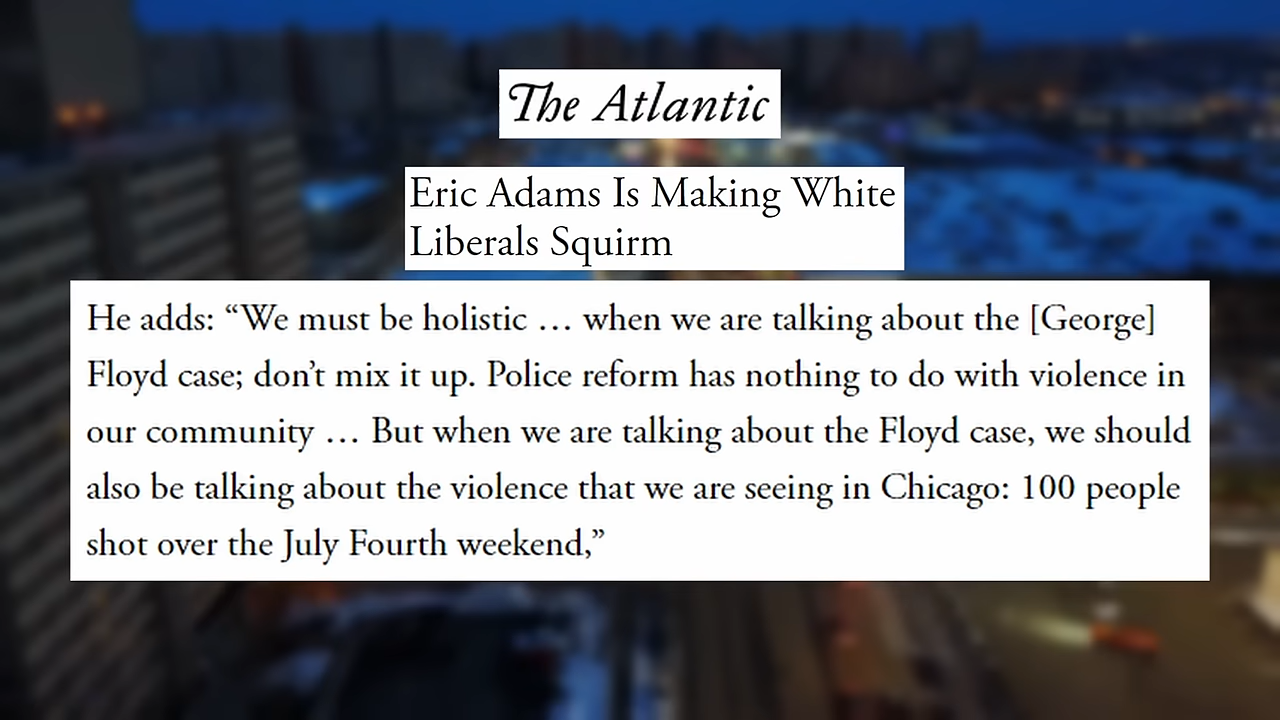 The Atlantic
Eric Adams Is Making White
Liberals Squirm
He adds: “We must be holistic … when we are talking about the [George]
Floyd case; don’t mix it up. Police reform has nothing to do with violence in
our community … But when we are talking about the Floyd case, we should
also be talking about the violence that we are seeing in Chicago: 100 people
shot over the July Fourth weekend,”